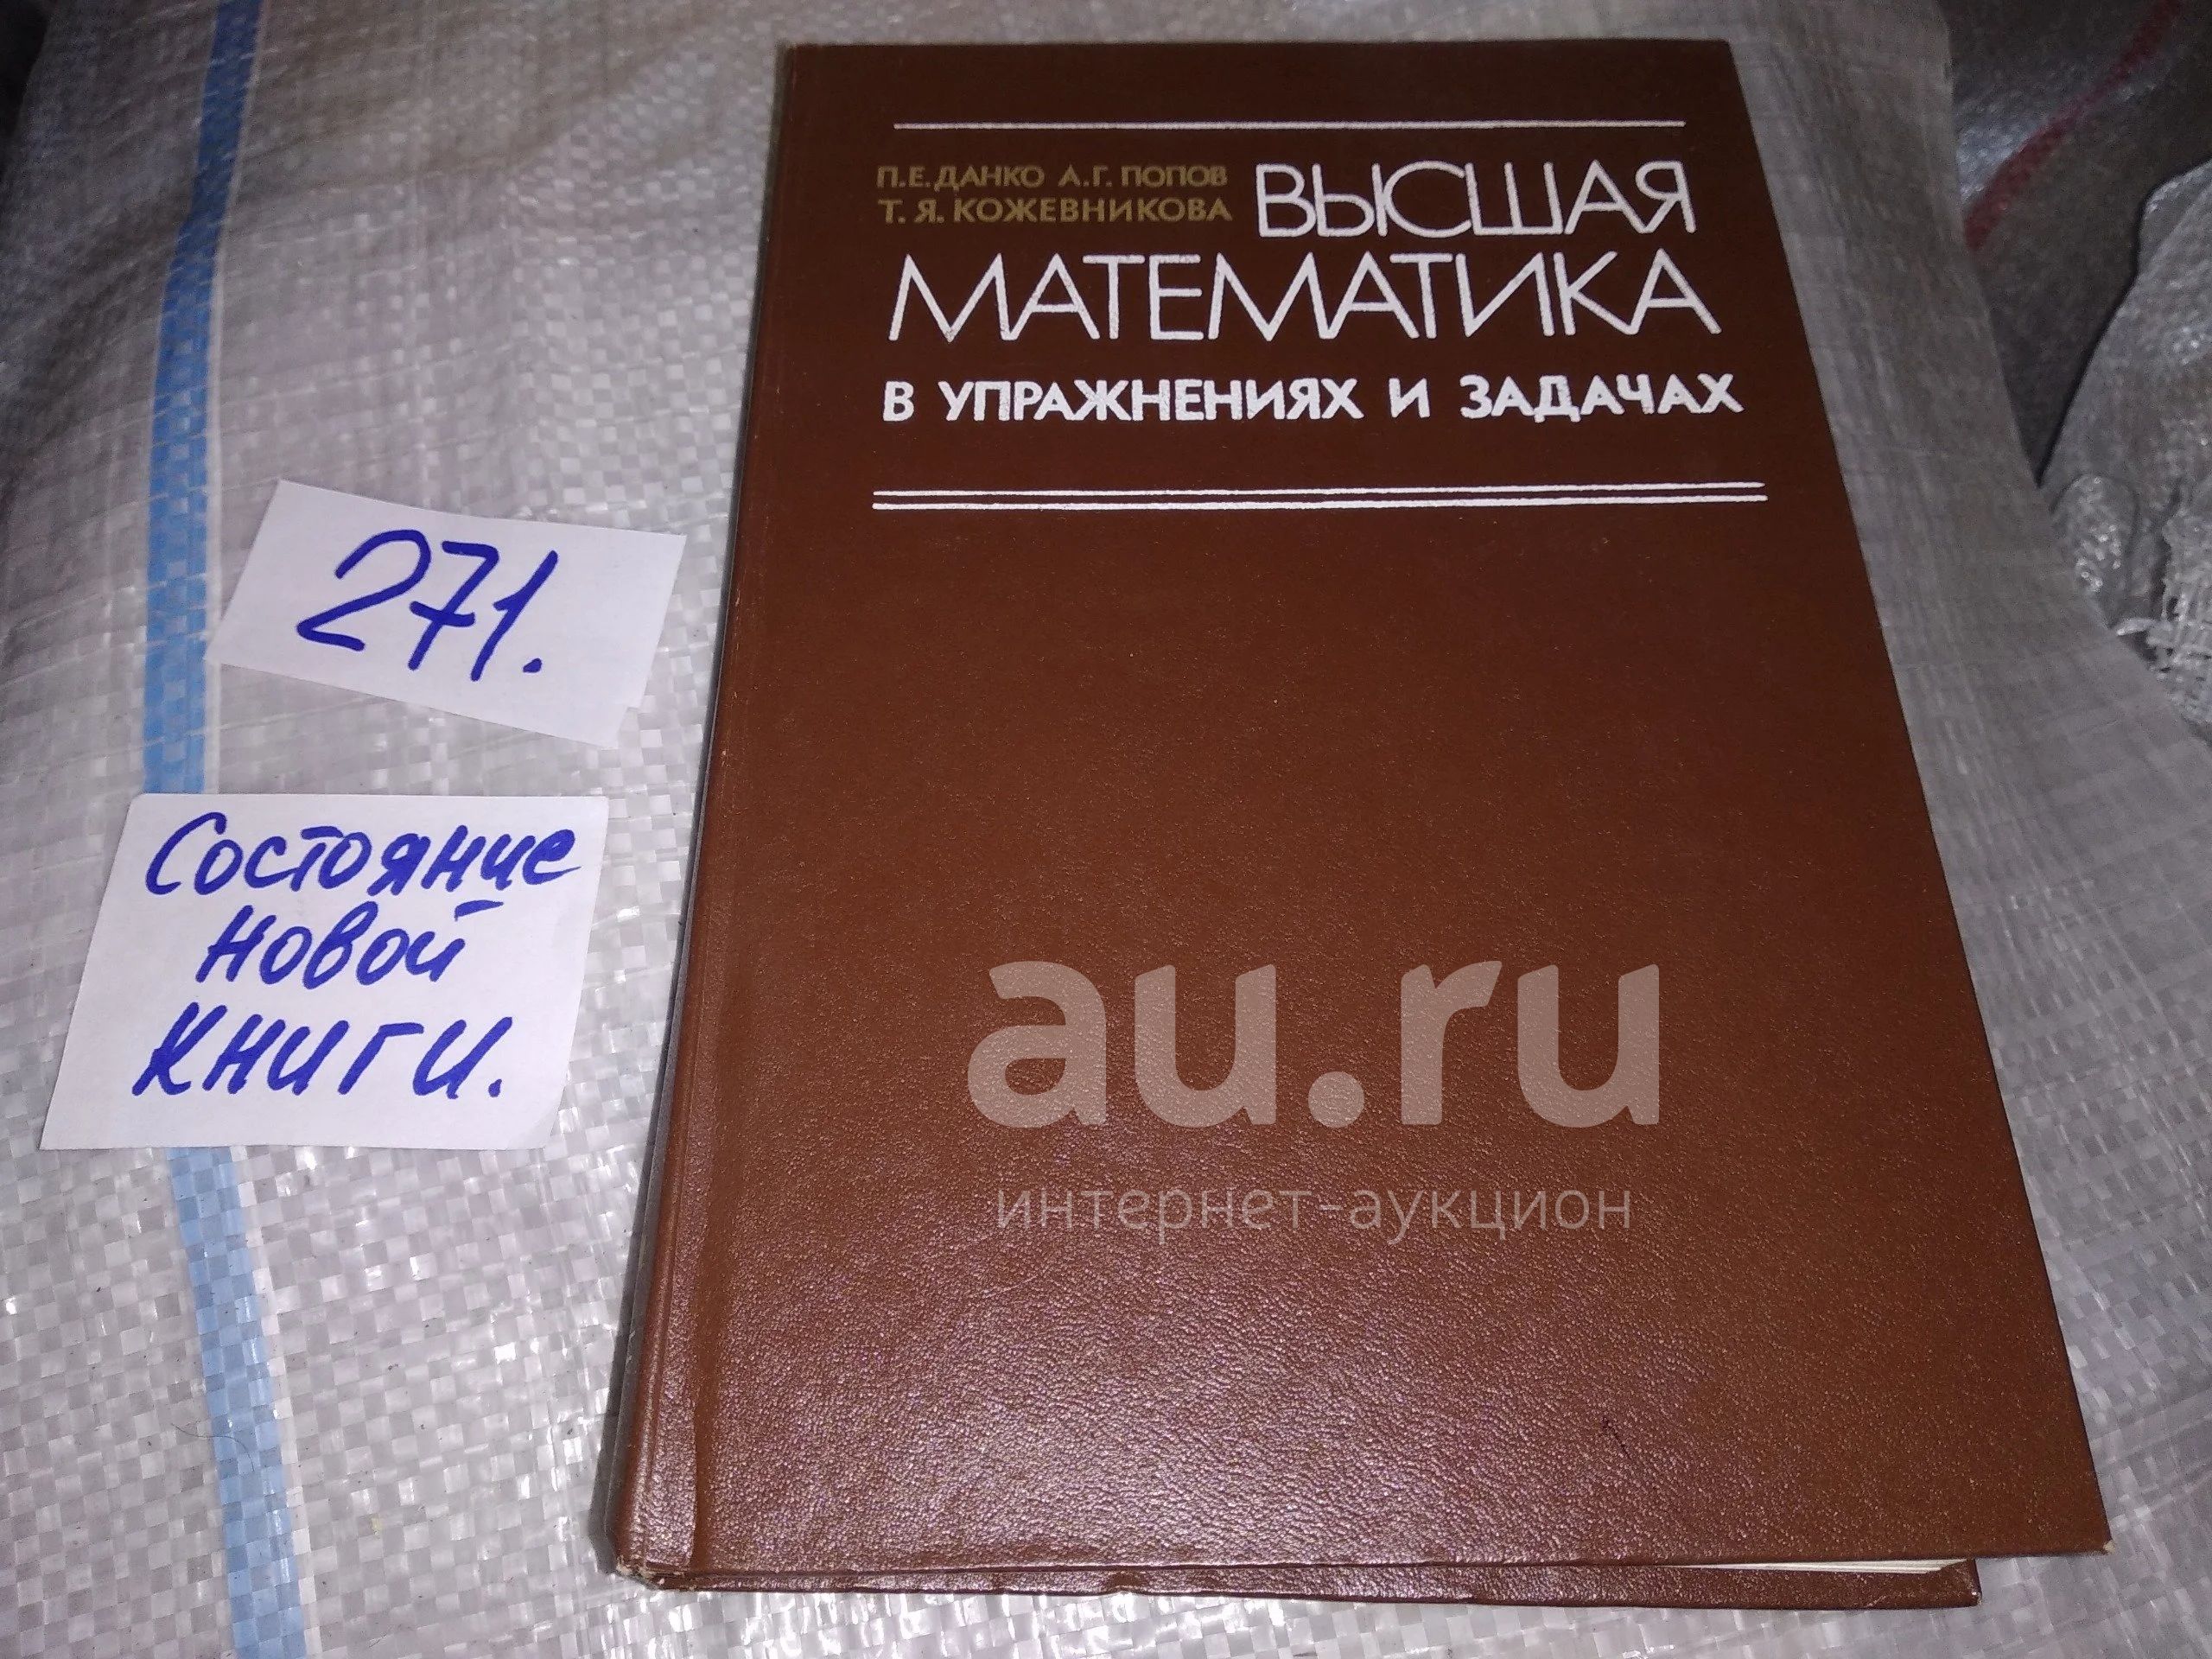 П.Е.ДАНКО А.Г. ПОПОВ
Т. Я. КОЖЕВНИКОВА
ВЫСШАЯ
МАТЕМАТИКА
В УПРАЖНЕНИЯХ И ЗАДАЧАХ
271.
Состояние
новой
книги.
au.ru
интернет-аукцион